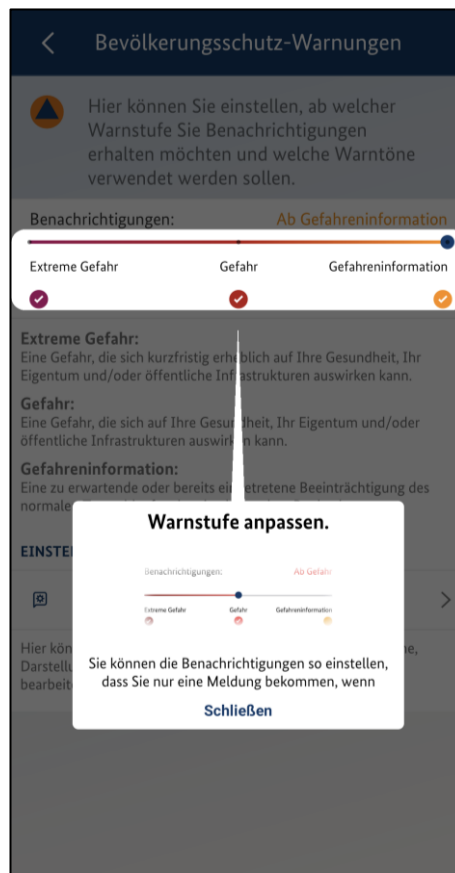 Bevölkerungsschutz-Warnungen
Hier können Sie einstellen, ab welcher
Warnstufe Sie Benachrichtigungen
erhalten möchten und welche Warntöne
verwendet werden sollen.
Benachrichtigungen: Ab Gefahreninformation
Extreme Gefahr Gefahr Gefahreninformation
Extreme Gefahr:
Eine Gefahr, die sich kurzfristig erheblich auf Ihre Gesundheit, Ihr
Eigentum und/oder öffentliche Infrastrukturen auswirken kann.
Gefahr:
Eine Gefahr, die sich auf Ihre Gesundheit, Ihr Eigentum und/oder
öffentliche Infrastrukturen auswirken kann.
Gefahreninformation:
Eine zu erwartende oder bereits eingetretene Beeinträchtigung des
Warnstufe anpassen.
Benachrichtigungen: Ab Gefahr
Extreme Gefahr Gefahr Gefahreninformation
Sie können die Benachrichtigungen so einstellen,
dass Sie nur eine Meldung bekommen, wenn
Schließen